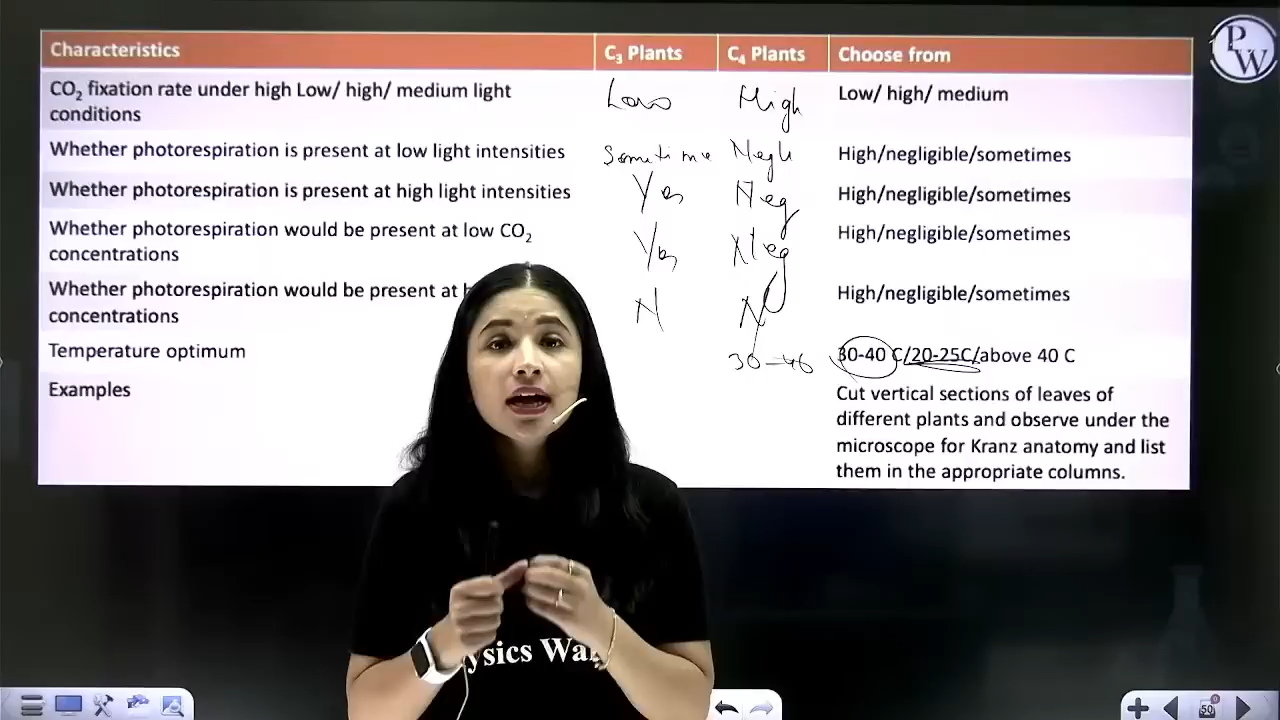 Characteristics C₃ Plants C₄ Plants Choose from
CO₂ fixation rate under high Low/ high/ medium light
conditions
Low High Low/ high/ medium
Whether photorespiration is present at low light intensities Sometime Negli High/negligible/sometimes
Whether photorespiration is present at high light intensities Yes Neg High/negligible/sometimes
Whether photorespiration would be present at low CO₂
concentrations
Yes Neg High/negligible/sometimes
Whether photorespiration would be present at
concentrations
N N High/negligible/sometimes
Temperature optimum 30-40 30-40 C/20-25C/above 40 C
Examples
Cut vertical sections of leaves of
different plants and observe under the
microscope for Kranz anatomy and list
them in the appropriate columns.
P
W
ysics Wal
50